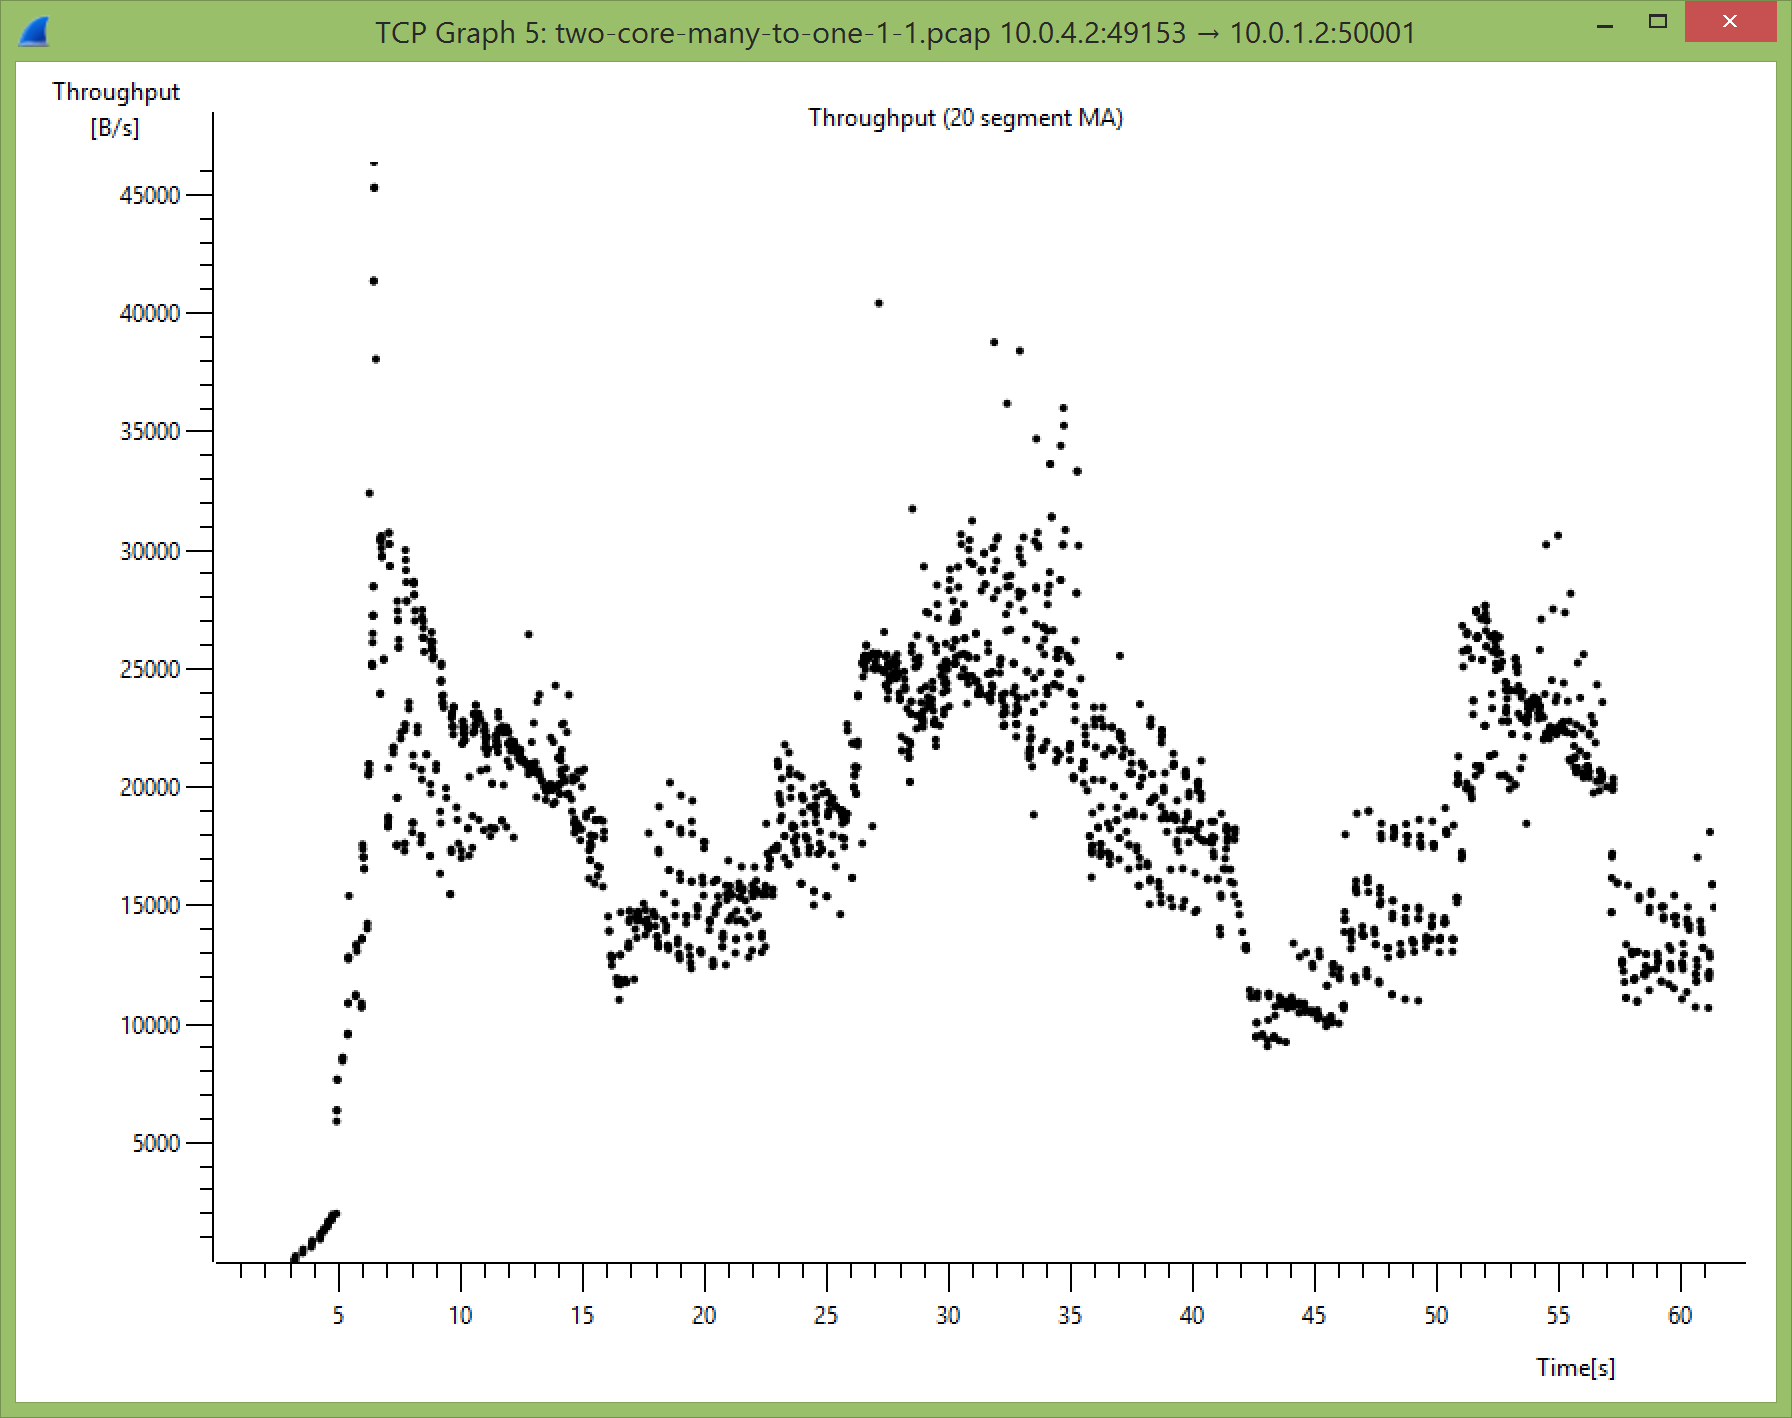 TCP Graph 5: two-core-many-to-one-1-1.pcap 10.0.4.2:49153 → 10.0.1.2:50001
Throughput
[B/s]
Throughput (20 segment MA)
45000
40000
35000
30000
25000
20000
15000
10000
5000
5 10 15 20 25 30 35 40 45 50 55 60
Time[s]